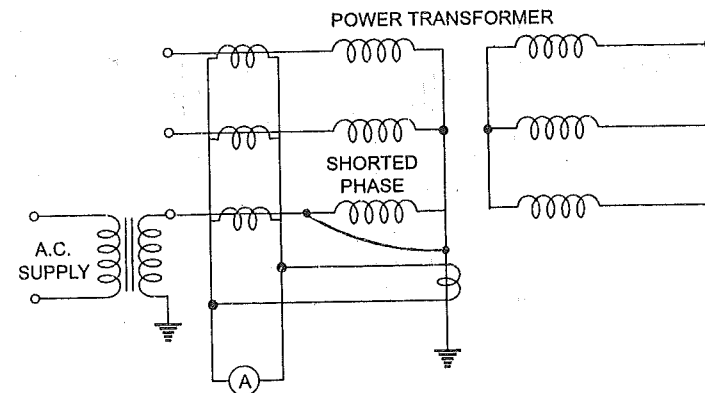 POWER TRANSFORMER
SHORTED
PHASE
A.C.
SUPPLY
A